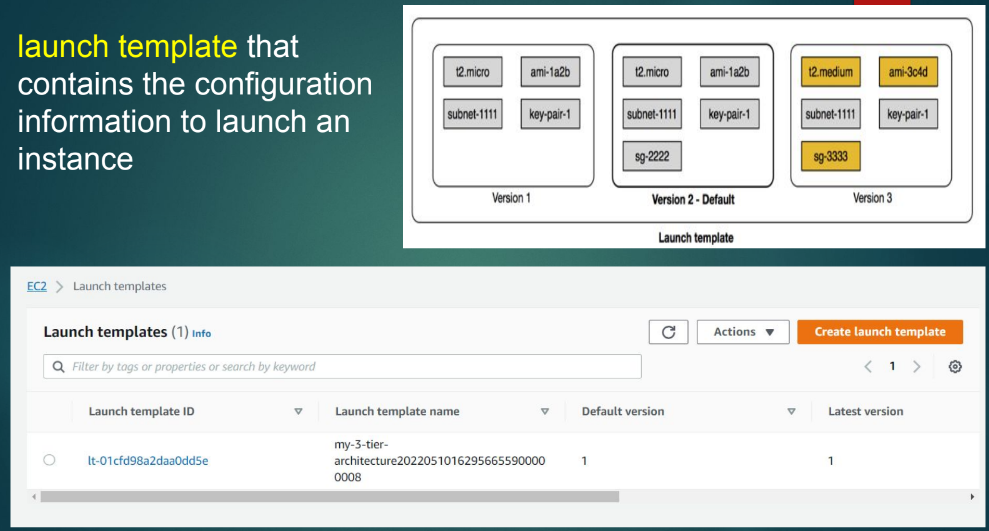 launch template that
contains the configuration
information to launch an
instance
t2.micro ami-1a2b
subnet-1111 key-pair-1
Version 1
t2.micro ami-1a2b
subnet-1111 key-pair-1
sg-2222
Version 2 - Default
t2.medium ami-3c4d
subnet-1111 key-pair-1
sg-3333
Version 3
Launch template
EC2 > Launch templates
Launch templates (1) Info
Actions
Create launch template
Filter by tags or properties or search by keyword
< 1 >
Launch template ID Launch template name Default version Latest version
lt-01cfd98a2daa0dd5e
my-3-tier-
architecture2022051016295665590000
0008
1
1